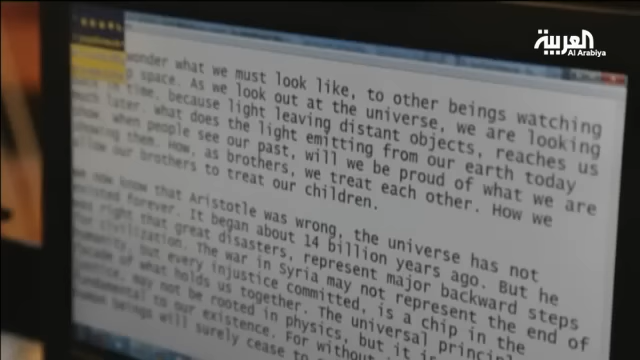 العربية
Al Arabiya
wonder what we must look like, to other beings watching
space. As we look out at the universe, we are looking
back in time, because light leaving distant objects, reaches us
much later. what does the light emitting from our earth today
show. when people see our past, will we be proud of what we are
showing them. How, as brothers, we treat each other. How we
allow our brothers to treat our children.
We now know that Aristotle was wrong, the universe has not
existed forever. It began about 14 billion years ago. But he
was right that great disasters, represent major backward steps
for civilization. The war in Syria may not represent the end of
humanity, but every injustice committed, is a chip in the
facade of what holds us together. The universal
justice, may not be rooted in physics, but it is
fundamental to our existence. For without
human beings will surely cease to